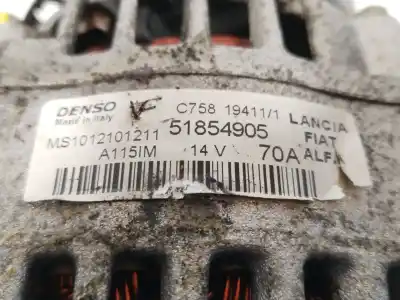 DENSO C758 19411/1 LANCIA
Made in Italy
MS1012101211 51854905 FIAT
A115IM 14 V 70A ALFA